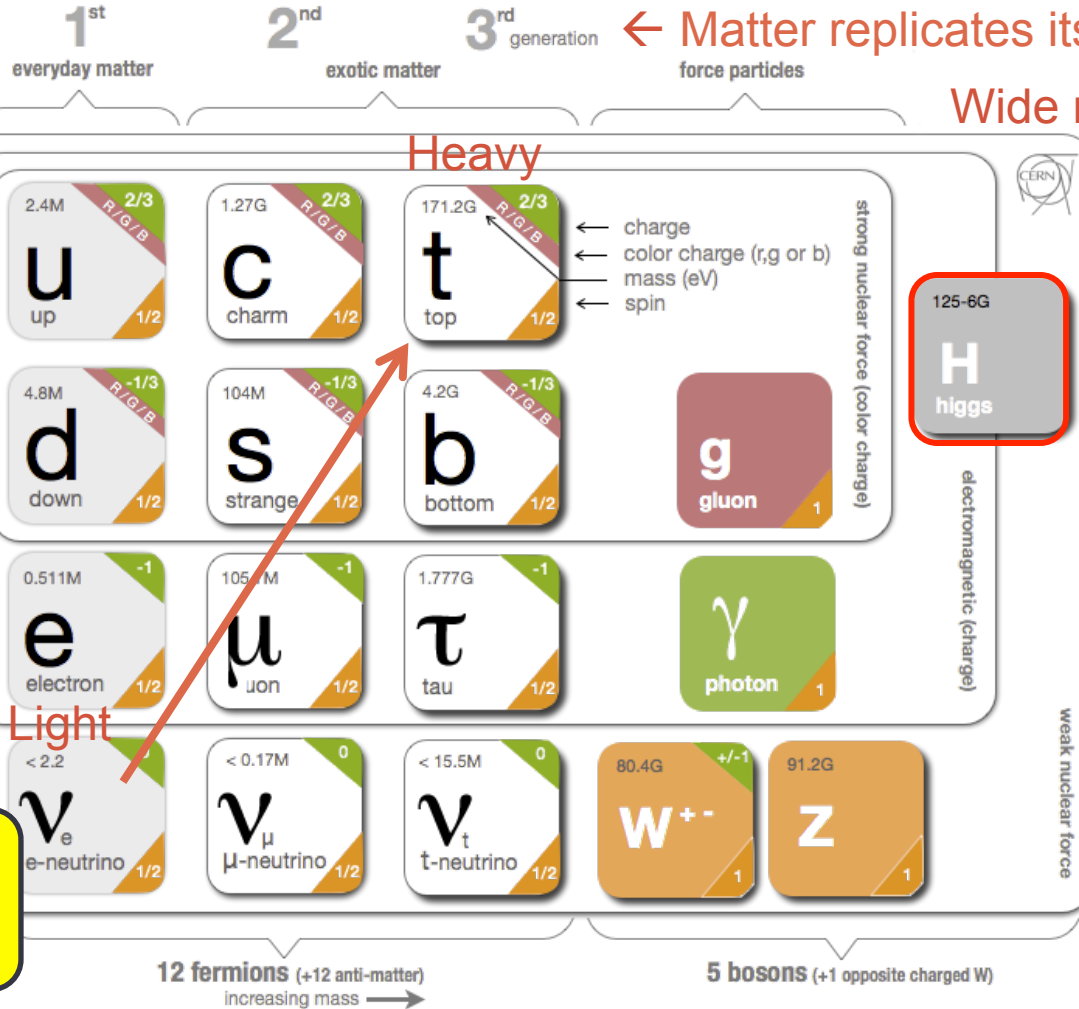 1st 2nd 3rd generation ← Matter replicates its
everyday matter exotic matter force particles
Wide
Heavy
CERN
2.4M 2/3 R/G/B u up 1/2
1.27G 2/3 R/G/B c charm 1/2
171.2G 2/3 R/G/B t top 1/2
← charge
← color charge (r,g or b)
mass (eV)
← spin
strong nuclear force (color charge)
125-6G
H
higgs
4.8M -1/3 R/G/B d down 1/2
104M -1/3 R/G/B s strange 1/2
4.2G -1/3 R/G/B b bottom 1/2
g gluon 1
electromagnetic (charge)
0.511M -1 e electron 1/2
105.7M -1 μ uon 1/2
1.777G -1 τ tau 1/2
γ photon 1
Light
weak nuclear force
< 2.2 0 νe e-neutrino 1/2
< 0.17M 0 νμ μ-neutrino 1/2
< 15.5M 0 νt t-neutrino 1/2
80.4G +/-1 W+- 1
91.2G Z 1
12 fermions (+12 anti-matter)
increasing mass →
5 bosons (+1 opposite charged W)